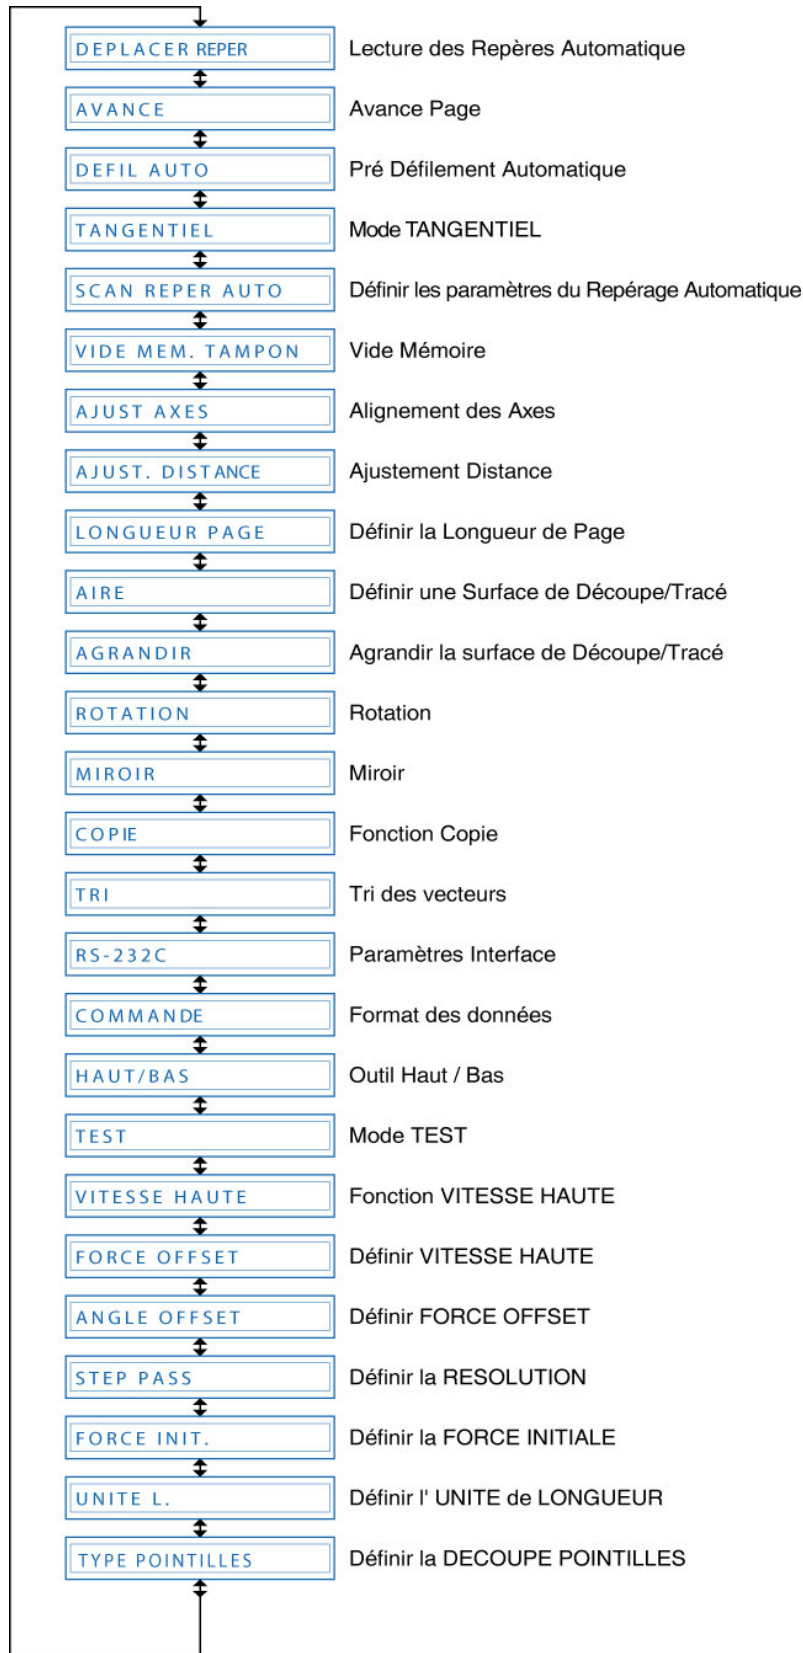 DEPLACER REPER Lecture des Repères Automatique
AVANCE Avance Page
DEFIL AUTO Pré Défilement Automatique
TANGENTIEL Mode TANGENTIEL
SCAN REPER AUTO Définir les paramètres du Repérage Automatique
VIDE MEM. TAMPON Vide Mémoire
AJUST AXES Alignement des Axes
AJUST. DISTANCE Ajustement Distance
LONGUEUR PAGE Définir la Longueur de Page
AIRE Définir une Surface de Découpe/Tracé
AGRANDIR Agrandir la surface de Découpe/Tracé
ROTATION Rotation
MIROIR Miroir
COPIE Fonction Copie
TRI Tri des vecteurs
RS-232C Paramètres Interface
COMMANDE Format des données
HAUT/BAS Outil Haut / Bas
TEST Mode TEST
VITESSE HAUTE Fonction VITESSE HAUTE
FORCE OFFSET Définir VITESSE HAUTE
ANGLE OFFSET Définir FORCE OFFSET
STEP PASS Définir la RESOLUTION
FORCE INIT. Définir la FORCE INITIALE
UNITE L. Définir l' UNITE de LONGUEUR
TYPE POINTILLES Définir la DECOUPE POINTILLES